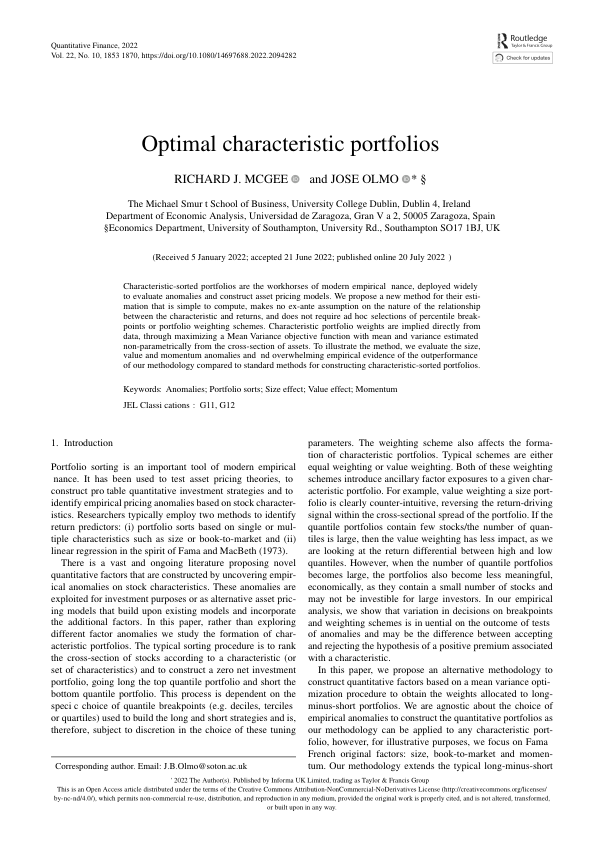 Quantitative Finance, 2022
Vol. 22, No. 10, 1853 1870, https://doi.org/10.1080/14697688.2022.2094282
Routledge
Taylor & Francis Group
Check for updates
Optimal characteristic portfolios
RICHARD J. MCGEE and JOSE OLMO * §
The Michael Smur t School of Business, University College Dublin, Dublin 4, Ireland
Department of Economic Analysis, Universidad de Zaragoza, Gran V a 2, 50005 Zaragoza, Spain
§Economics Department, University of Southampton, University Rd., Southampton SO17 1BJ, UK
(Received 5 January 2022; accepted 21 June 2022; published online 20 July 2022 )
Characteristic-sorted portfolios are the workhorses of modern empirical nance, deployed widely
to evaluate anomalies and construct asset pricing models. We propose a new method for their esti-
mation that is simple to compute, makes no ex-ante assumption on the nature of the relationship
between the characteristic and returns, and does not require ad hoc selections of percentile break-
points or portfolio weighting schemes. Characteristic portfolio weights are implied directly from
data, through maximizing a Mean Variance objective function with mean and variance estimated
non-parametrically from the cross-section of assets. To illustrate the method, we evaluate the size,
value and momentum anomalies and nd overwhelming empirical evidence of the outperformance
of our methodology compared to standard methods for constructing characteristic-sorted portfolios.
Keywords: Anomalies; Portfolio sorts; Size effect; Value effect; Momentum
JEL Classi cations : G11, G12
1. Introduction
Portfolio sorting is an important tool of modern empirical
nance. It has been used to test asset pricing theories, to
construct pro table quantitative investment strategies and to
identify empirical pricing anomalies based on stock character-
istics. Researchers typically employ two methods to identify
return predictors: (i) portfolio sorts based on single or mul-
tiple characteristics such as size or book-to-market and (ii)
linear regression in the spirit of Fama and MacBeth (1973).
There is a vast and ongoing literature proposing novel
quantitative factors that are constructed by uncovering empir-
ical anomalies on stock characteristics. These anomalies are
exploited for investment purposes or as alternative asset pric-
ing models that build upon existing models and incorporate
the additional factors. In this paper, rather than exploring
different factor anomalies we study the formation of char-
acteristic portfolios. The typical sorting procedure is to rank
the cross-section of stocks according to a characteristic (or
set of characteristics) and to construct a zero net investment
portfolio, going long the top quantile portfolio and short the
bottom quantile portfolio. This process is dependent on the
speci c choice of quantile breakpoints (e.g. deciles, terciles
or quartiles) used to build the long and short strategies and is,
therefore, subject to discretion in the choice of these tuning
Corresponding author. Email: J.B.Olmo@soton.ac.uk
parameters. The weighting scheme also affects the forma-
tion of characteristic portfolios. Typical schemes are either
equal weighting or value weighting. Both of these weighting
schemes introduce ancillary factor exposures to a given char-
acteristic portfolio. For example, value weighting a size port-
folio is clearly counter-intuitive, reversing the return-driving
signal within the cross-sectional spread of the portfolio. If the
quantile portfolios contain few stocks/the number of quan-
tiles is large, then the value weighting has less impact, as we
are looking at the return differential between high and low
quantiles. However, when the number of quantile portfolios
becomes large, the portfolios also become less meaningful,
economically, as they contain a small number of stocks and
may not be investible for large investors. In our empirical
analysis, we show that variation in decisions on breakpoints
and weighting schemes is in uential on the outcome of tests
of anomalies and may be the difference between accepting
and rejecting the hypothesis of a positive premium associated
with a characteristic.
In this paper, we propose an alternative methodology to
construct quantitative factors based on a mean variance opti-
mization procedure to obtain the weights allocated to long-
minus-short portfolios. We are agnostic about the choice of
empirical anomalies to construct the quantitative portfolios as
our methodology can be applied to any characteristic port-
folio, however, for illustrative purposes, we focus on Fama
French original factors: size, book-to-market and momen-
tum. Our methodology extends the typical long-minus-short
' 2022 The Author(s). Published by Informa UK Limited, trading as Taylor & Francis Group
This is an Open Access article distributed under the terms of the Creative Commons Attribution-NonCommercial-NoDerivatives License (http://creativecommons.org/licenses/
by-nc-nd/4.0/), which permits non-commercial re-use, distribution, and reproduction in any medium, provided the original work is properly cited, and is not altered, transformed,
or built upon in any way.